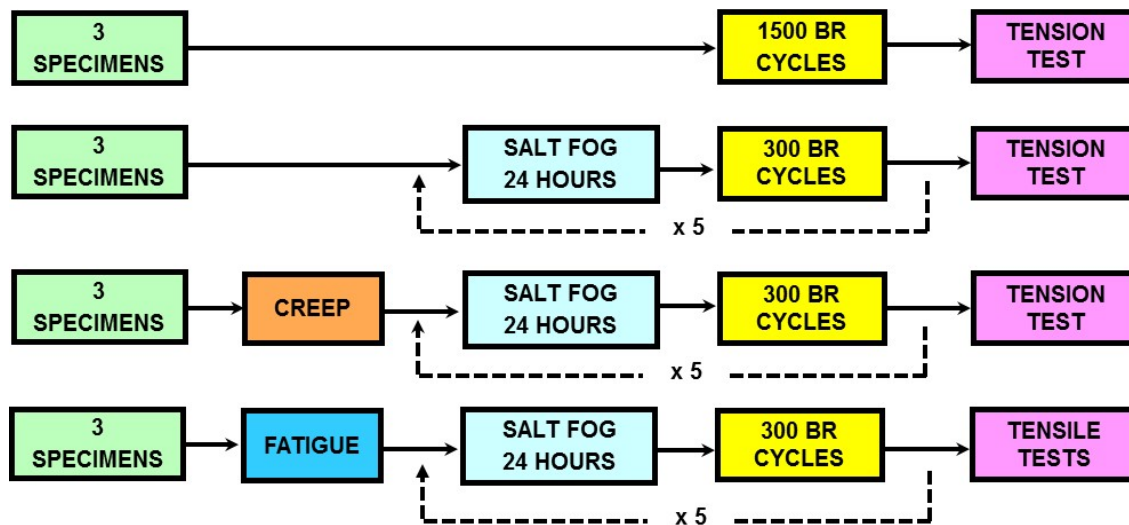 3
SPECIMENS
1500 BR
CYCLES
TENSION
TEST
3
SPECIMENS
SALT FOG
24 HOURS
300 BR
CYCLES
TENSION
TEST
x 5
3
SPECIMENS
CREEP
SALT FOG
24 HOURS
300 BR
CYCLES
TENSION
TEST
x 5
3
SPECIMENS
FATIGUE
SALT FOG
24 HOURS
300 BR
CYCLES
TENSILE
TESTS
x 5